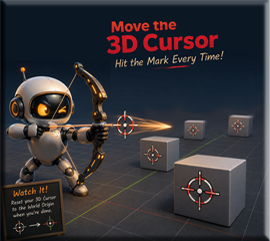 Move the
3D Cursor
Hit the Mark Every Time!
Watch It!
Reset your 3D Cursor
to the World Origin
when you're done.